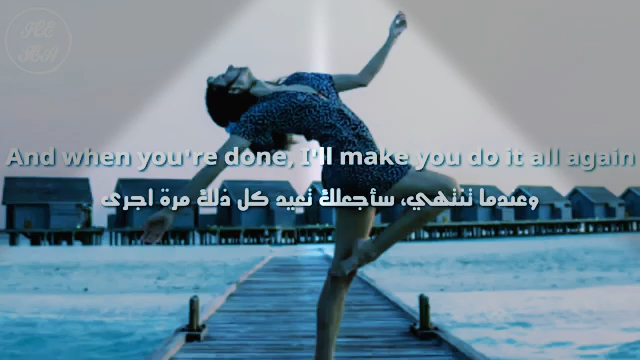 And when you're done, I'll make you do it all again
وعندما تنتهي، سأجعلك تعيد كل ذلك مرة اجرى